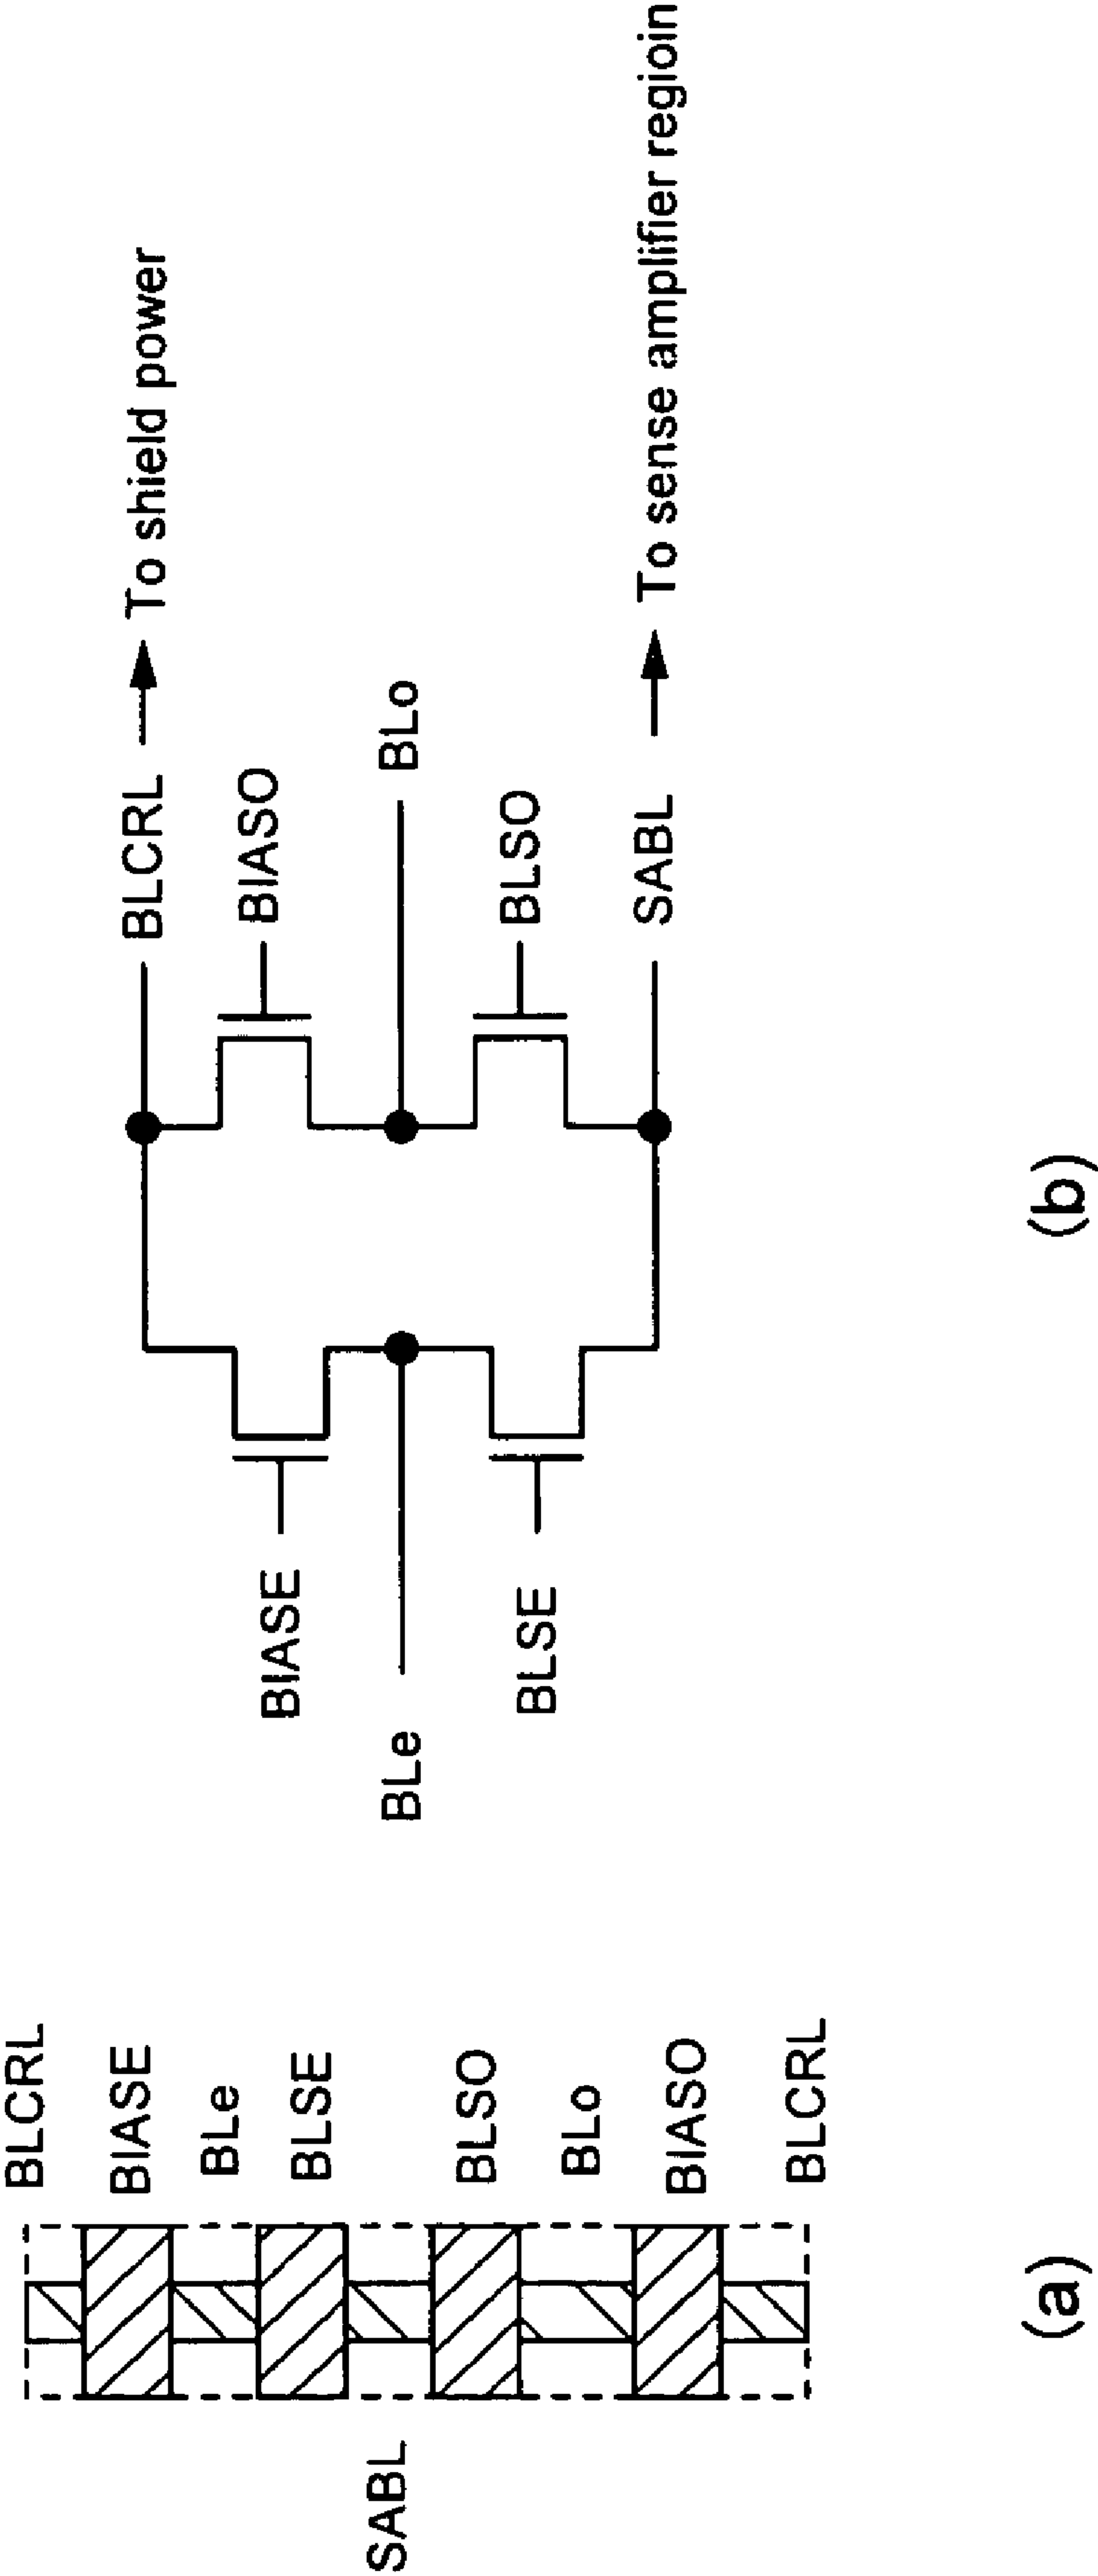 BLCRL
BIASE
BLe
BLSE
SABL
BLSO
BLo
BIASO
BLCRL
(a)
BLCRL
To shield power
BIASE
BIASO
BLe
BLo
BLSE
BLSO
SABL
To sense amplifier regioin
(b)